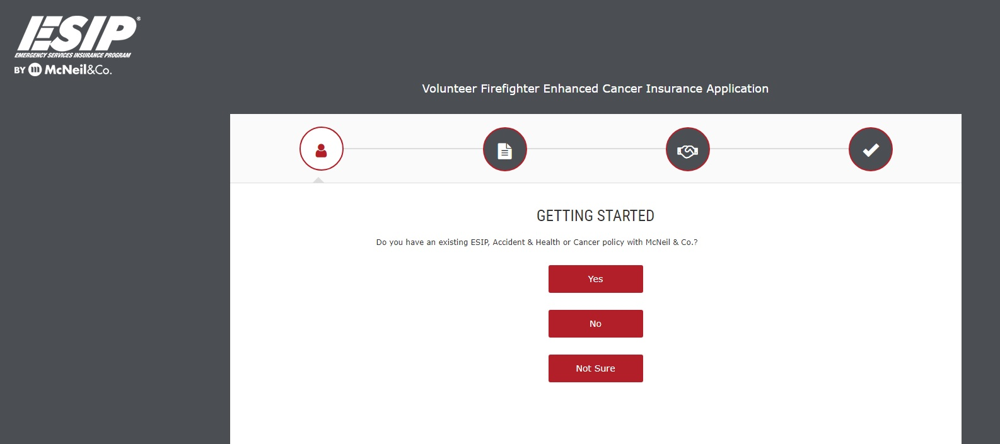 ESIP®
EMERGENCY SERVICES INSURANCE PROGRAM
BY m McNeil&Co.
Volunteer Firefighter Enhanced Cancer Insurance Application
GETTING STARTED
Do you have an existing ESIP, Accident & Health or Cancer policy with McNeil & Co.?
Yes
No
Not Sure